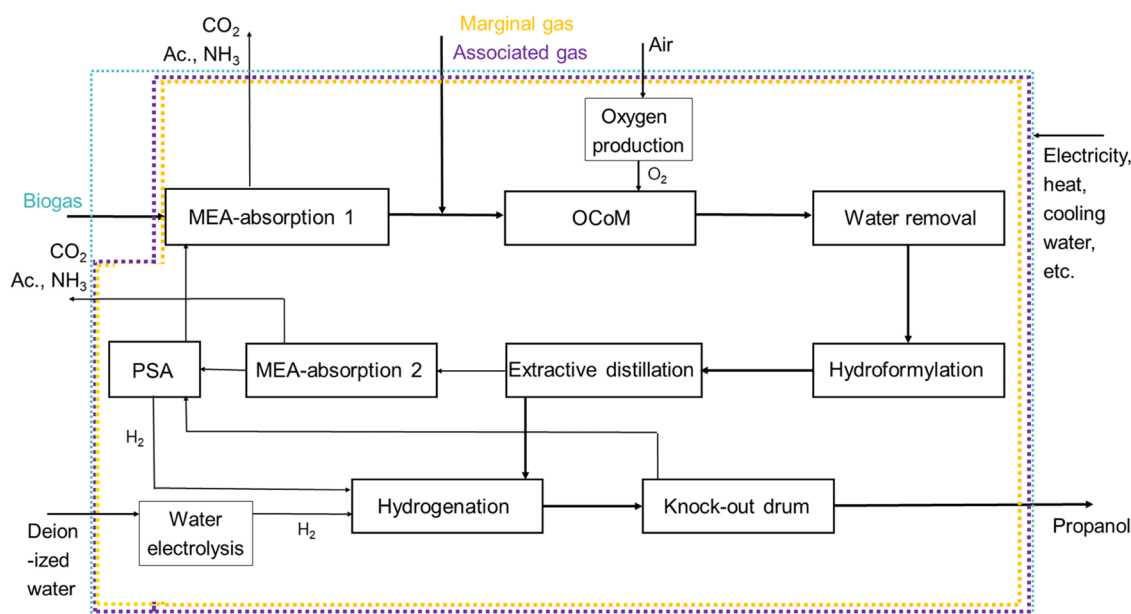 CO₂
Ac., NH₃
Marginal gas
Associated gas
Air
Oxygen
production
O₂
Electricity,
heat,
cooling
water,
etc.
Biogas
MEA-absorption 1
OCoM
Water removal
CO₂
Ac., NH₃
PSA
MEA-absorption 2
Extractive distillation
Hydroformylation
H₂
Hydrogenation
Knock-out drum
Water
electrolysis
H₂
Deion
-ized
water
Propanol